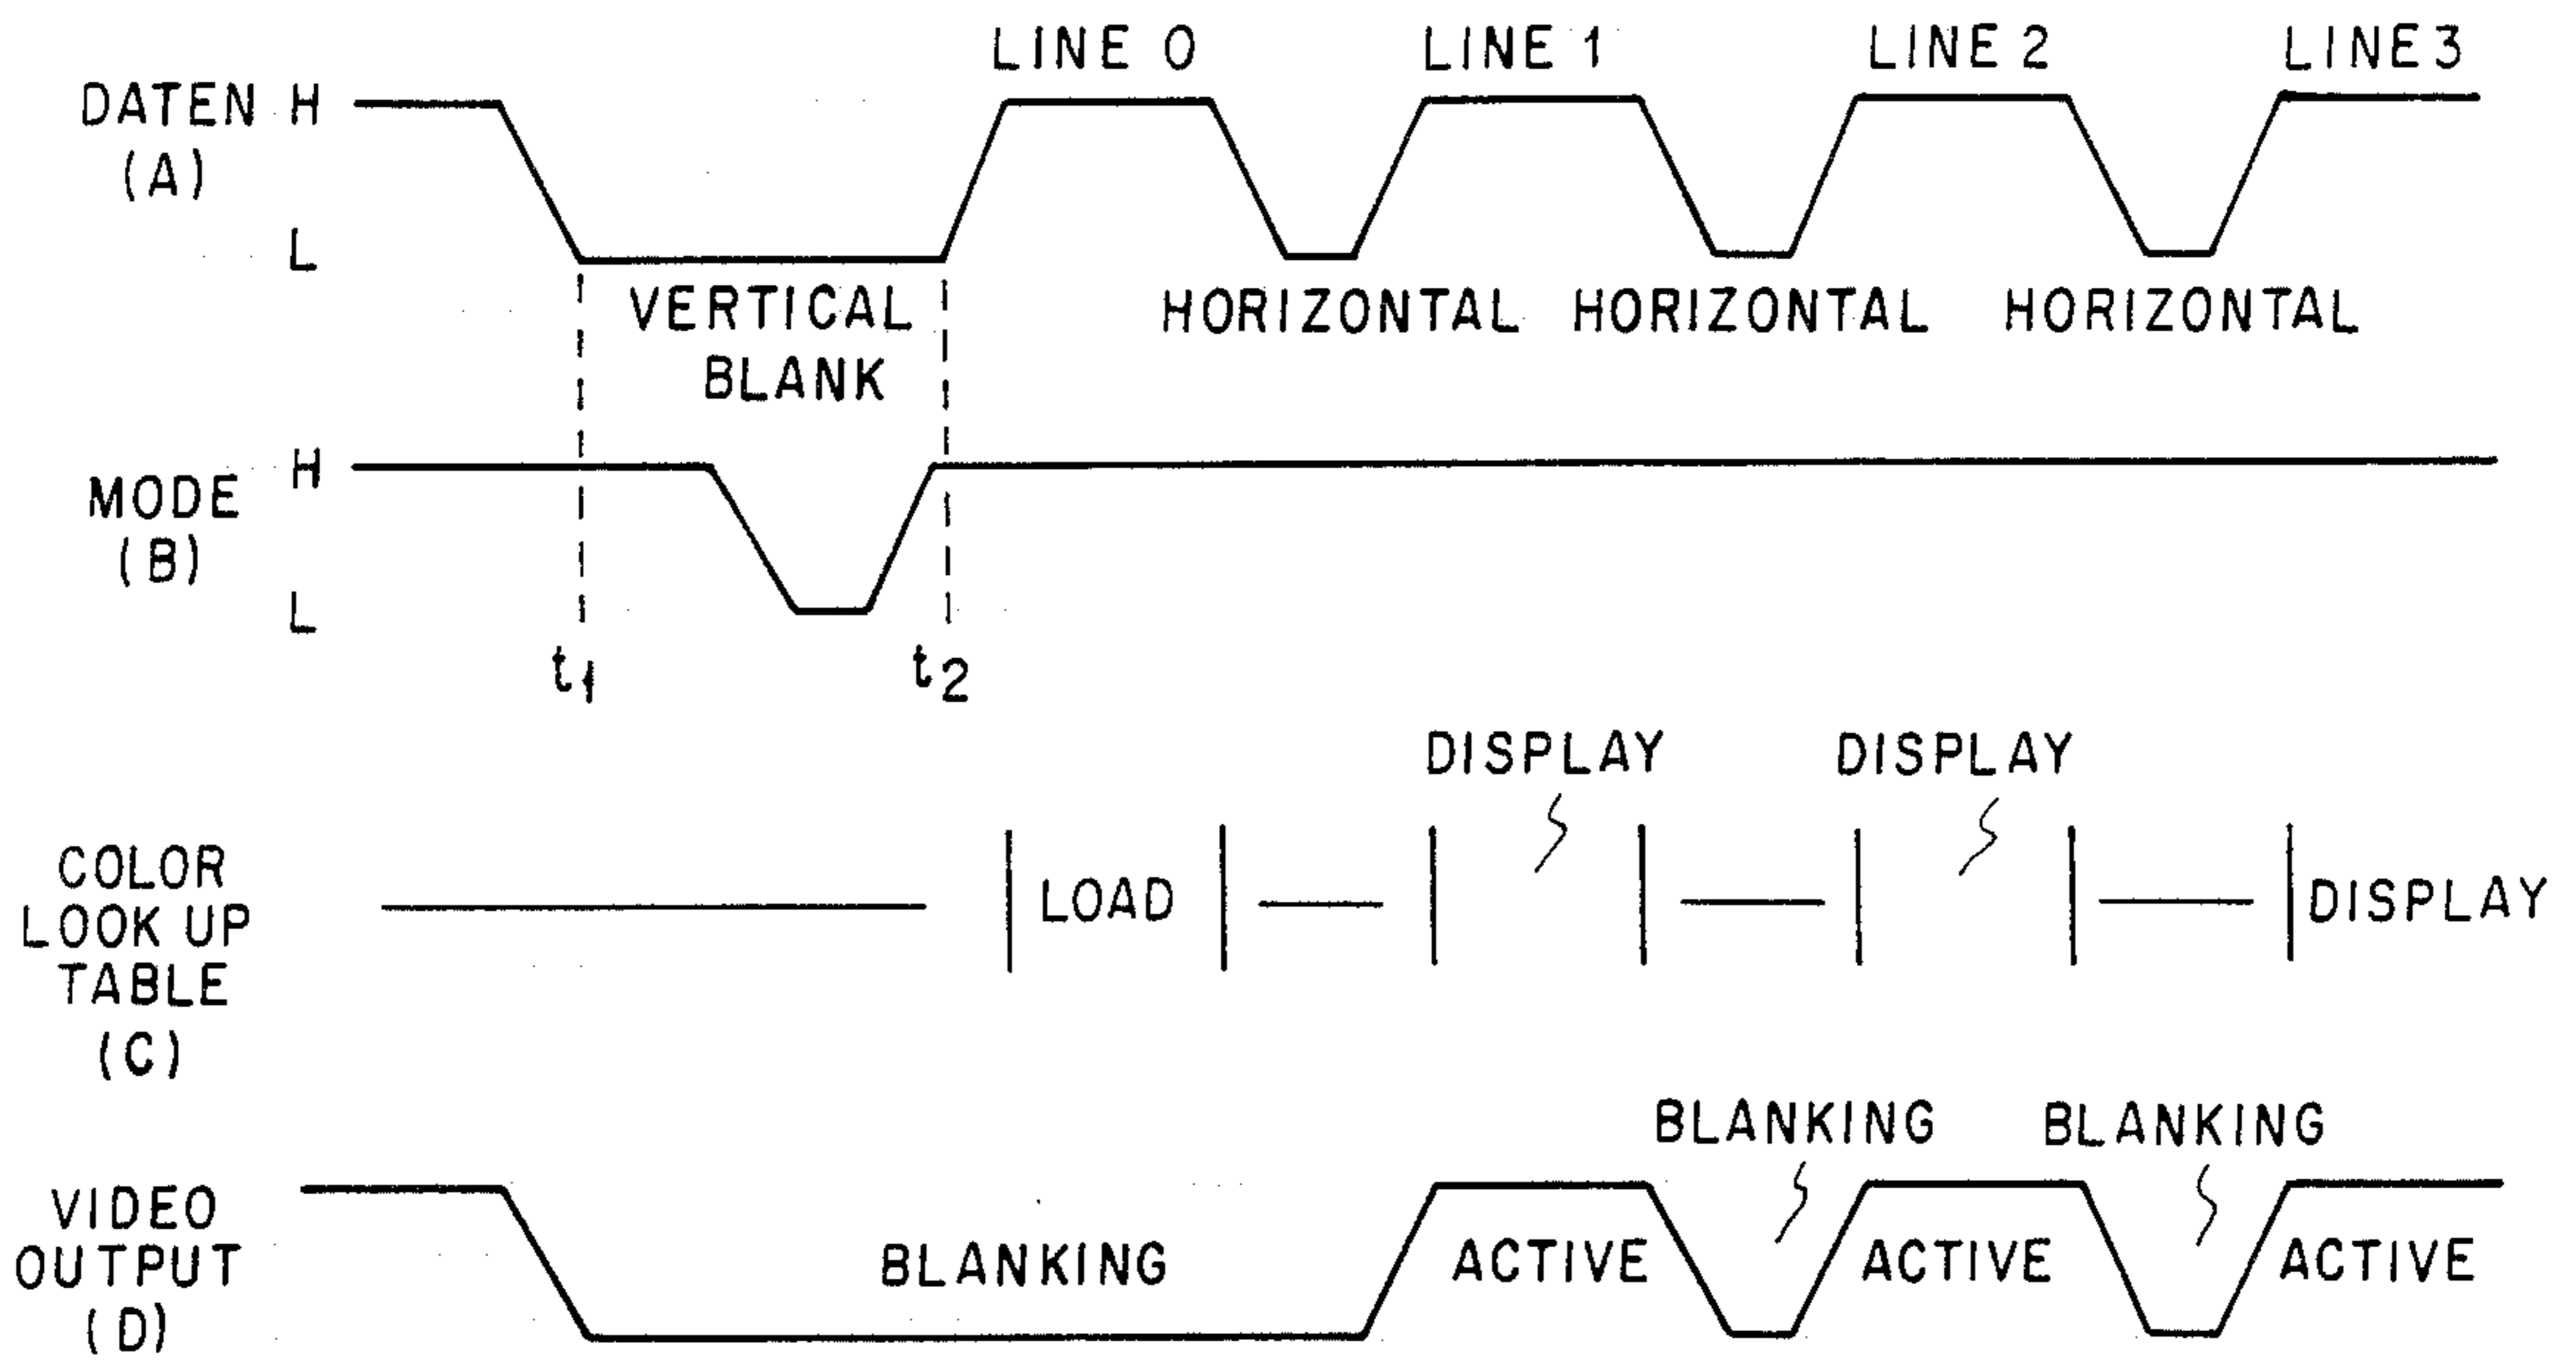 LINE 0 LINE 1 LINE 2 LINE 3
DATEN H
(A)
L
VERTICAL
BLANK
HORIZONTAL HORIZONTAL HORIZONTAL
H
MODE
(B)
L
t1 t2
DISPLAY DISPLAY
COLOR
LOOK UP
TABLE
(C)
LOAD
DISPLAY
BLANKING BLANKING
VIDEO
OUTPUT
(D)
BLANKING ACTIVE ACTIVE ACTIVE